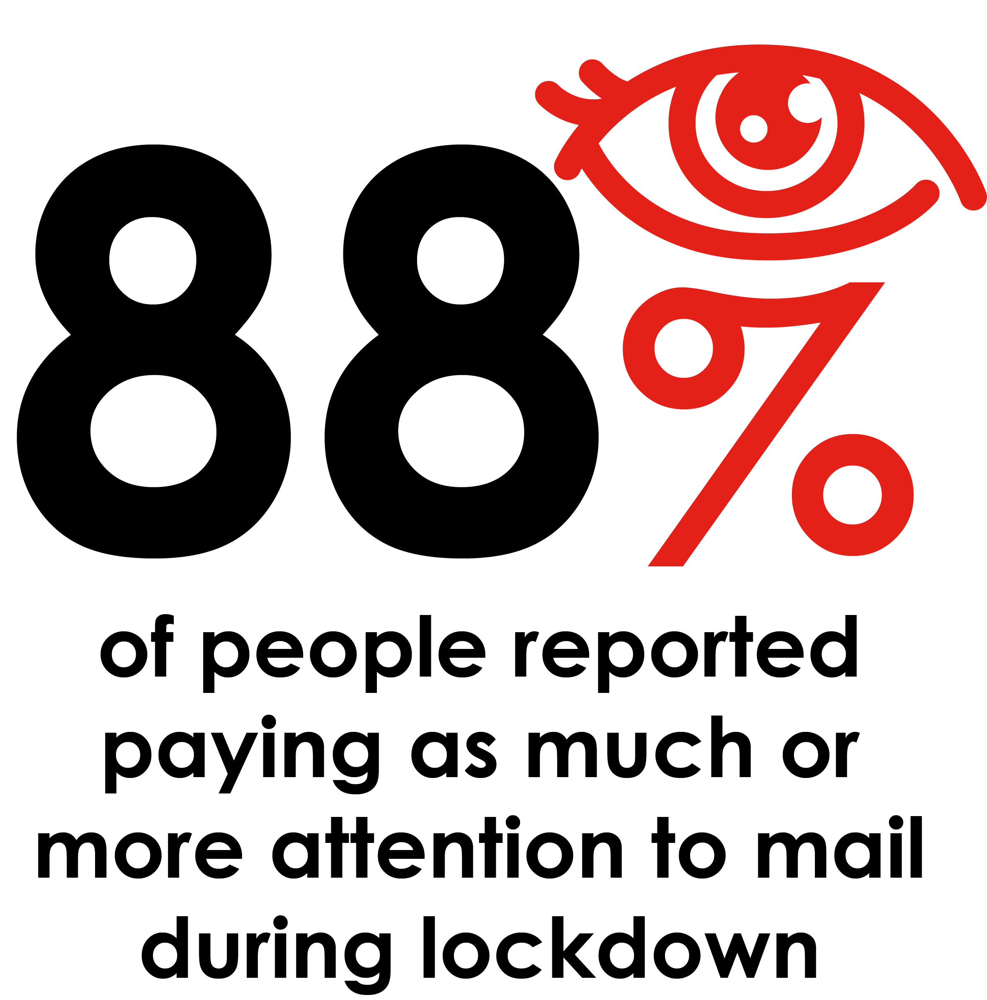 88%
of people reported
paying as much or
more attention to mail
during lockdown